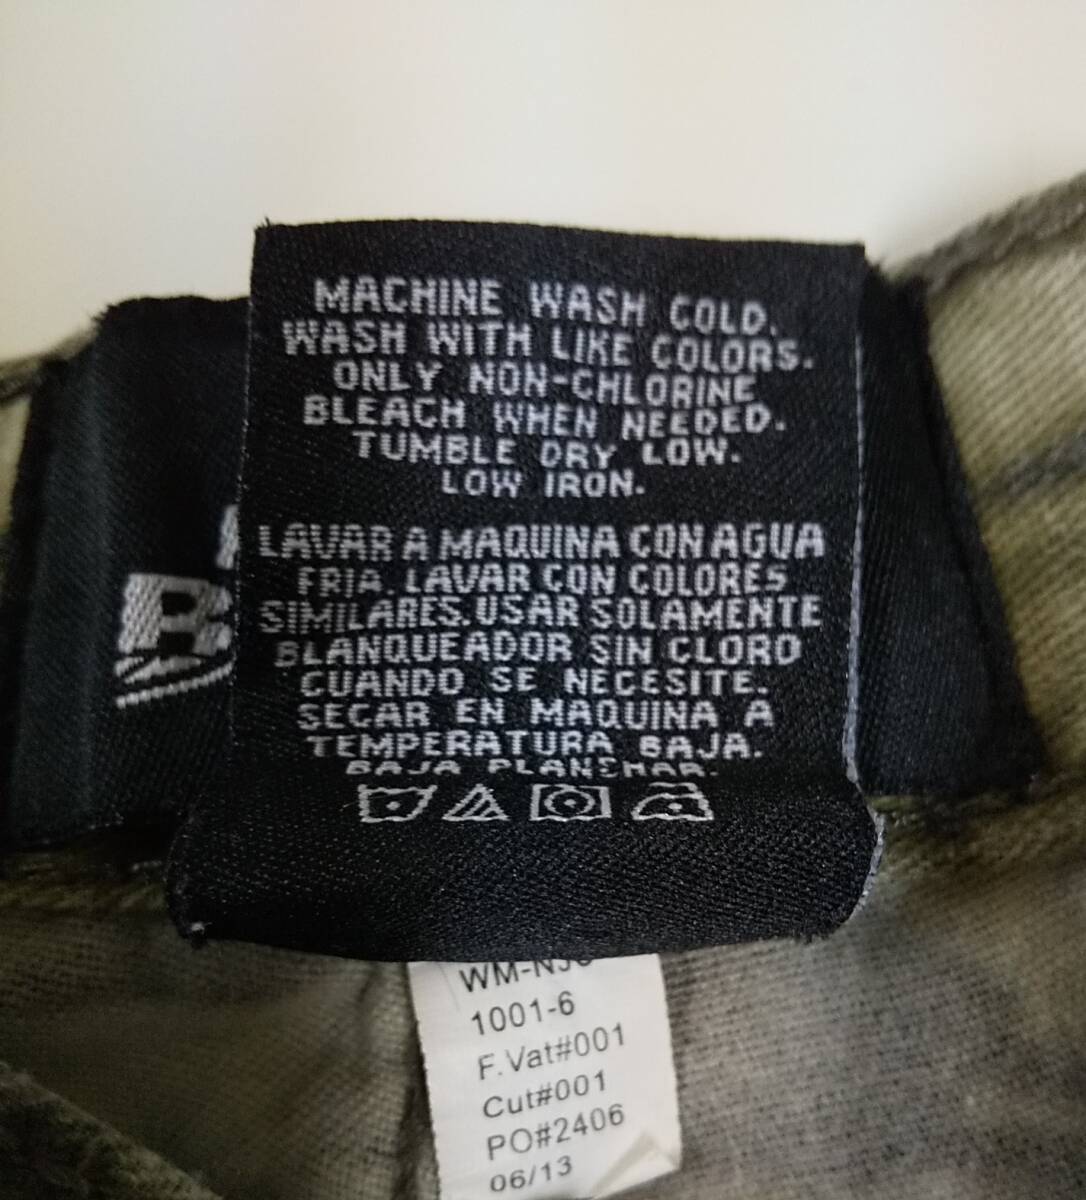 MACHINE WASH COLD.
WASH WITH LIKE COLORS.
ONLY NON-CHLORINE
BLEACH WHEN NEEDED.
TUMBLE DRY LOW.
LOW IRON.
LAVAR A MAQUINA CON AGUA
FRIA. LAVAR CON COLORES
SIMILARES. USAR SOLAMENTE
BLANQUEADOR SIN CLORO
CUANDO SE NECESITE.
SECAR EN MAQUINA A
TEMPERATURA BAJA.
BAJA PLANCHAR.
1001-6
F.Vat#001
Cut#001
PO#2406
06/13